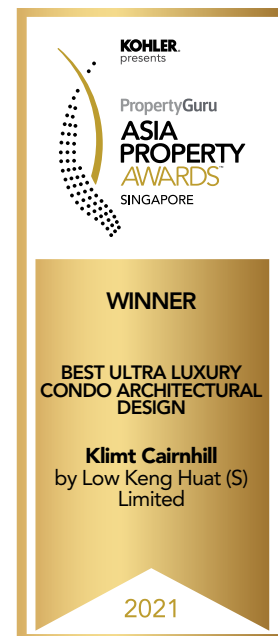 KOHLER.
presents
PropertyGuru
ASIA
PROPERTY
AWARDS™
SINGAPORE
WINNER
BEST ULTRA LUXURY
CONDO ARCHITECTURAL
DESIGN
Klimt Cairnhill
by Low Keng Huat (S)
Limited
2021